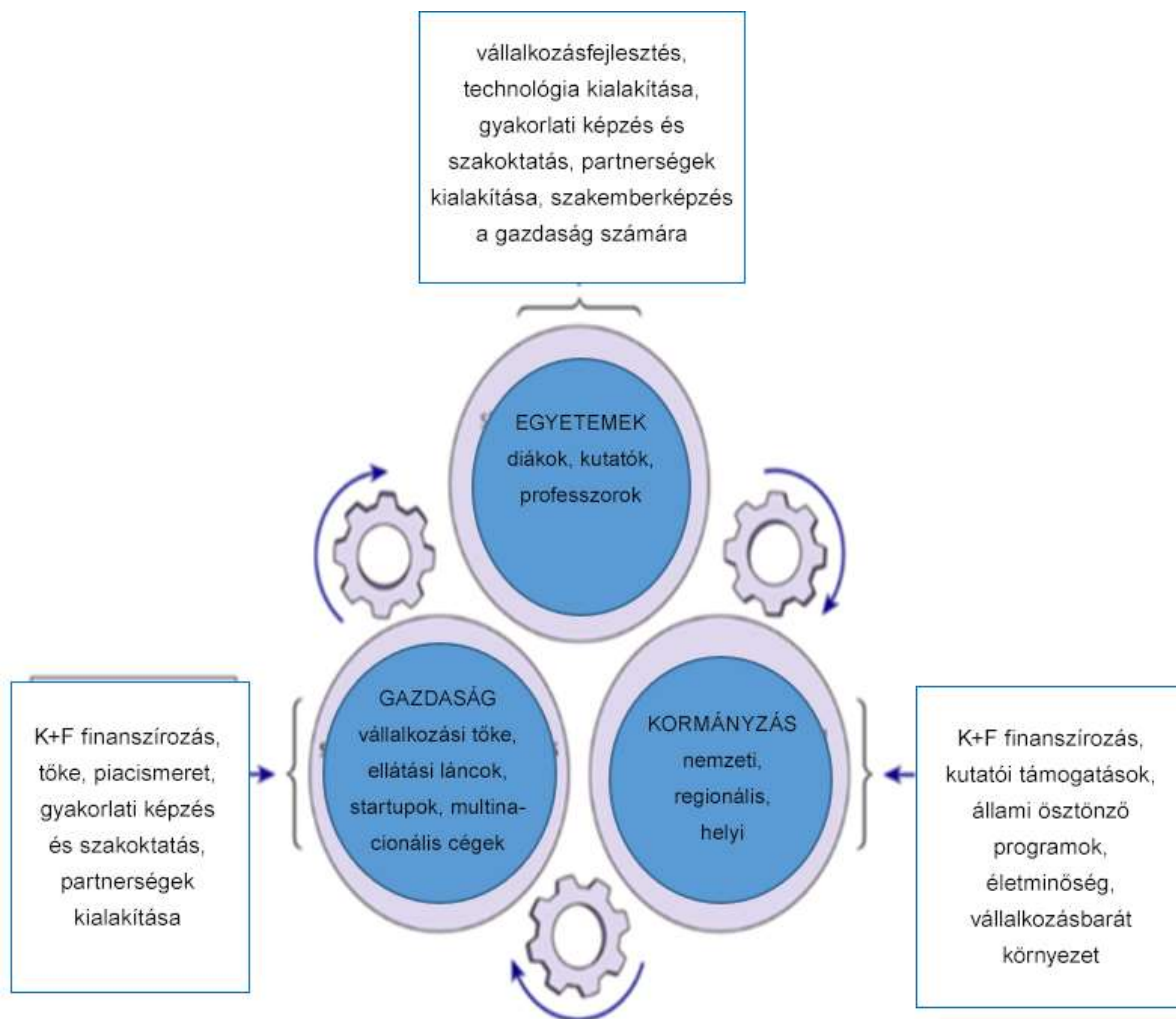 vállalkozásfejlesztés,
technológia kialakítása,
gyakorlati képzés és
szakoktatás, partnerségek
kialakítása, szakemberképzés
a gazdaság számára
EGYETEMEK
diákok, kutatók,
professzorok
GAZDASÁG
vállalkozási tőke,
ellátási láncok,
startupok, multina-
cionális cégek
KORMÁNYZÁS
nemzeti,
regionális,
helyi
K+F finanszírozás,
tőke, piacismeret,
gyakorlati képzés
és szakoktatás,
partnerségek
kialakítása
K+F finanszírozás,
kutatói támogatások,
állami ösztönző
programok,
életminőség,
vállalkozásbarát
környezet